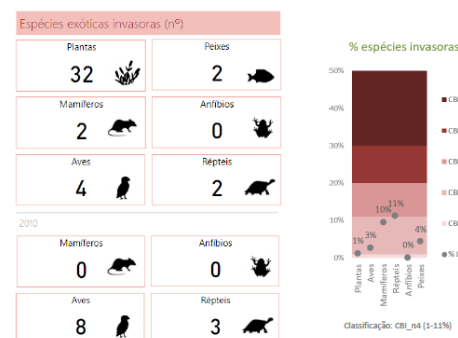 Espécies exóticas invasoras (nº)
Plantas
32
Peixes
2
Mamíferos
2
Anfíbios
0
Aves
4
Répteis
2
2010
Mamíferos
0
Anfíbios
0
Aves
8
Répteis
3
% espécies invasoras
50%
40%
30%
20%
10%
0%
1%
3%
10%
11%
0%
4%
Plantas
Aves
Mamíferos
Répteis
Anfíbios
Peixes
CBI
CBI
CBI
CBI
CBI
% I
Classificação: CBI_n4 (1-11%)